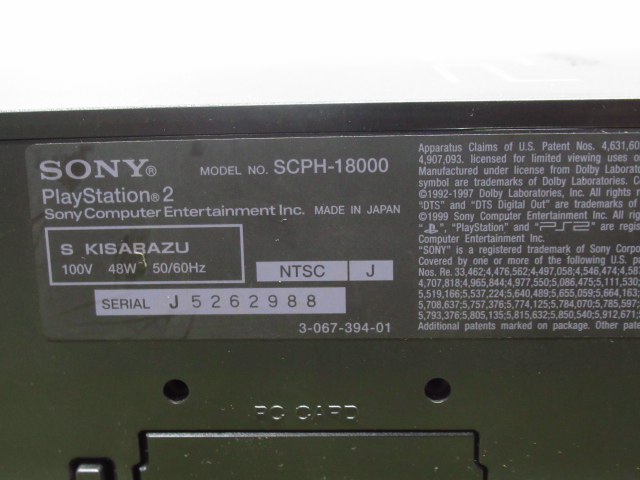 SONY® MODEL NO. SCPH-18000
PlayStation®2
Sony Computer Entertainment Inc. MADE IN JAPAN
S KISARAZU
100V 48W 50/60Hz
NTSC J
SERIAL J5262988
3-067-394-01
Apparatus Claims of U.S. Patent Nos. 4,631,60
4,907,093. licensed for limited viewing uses o
Manufactured under license from Dolby Laborat
symbol are trademarks of Dolby Laboratories. C
©1992-1997 Dolby Laboratories, Inc. All rights
"DTS" and "DTS Digital Out" are trademarks of
©1999 Sony Computer Entertainment Inc. All rig
" ", "PlayStation" and "PS2" are reg
Computer Entertainment Inc.
"SONY" is a registered trademark of Sony Corpo
Covered by one or more of the following U.S. pa
Nos. Re. 33,462;4,476,562;4,497,058;4,546,474;4,58
4,707,818;4,965,844;4,977,550;5,086,475;5,111,530;
5,519,166;5,537,224;5,640,489;5,655,059;5,664,163;
5,708,637;5,757,376;5,774,125;5,784,070;5,785,597;
5,793,376;5,805,135;5,815,632;5,850,540;5,912,671;
Additional patents marked on package. Other pate
PC CARD